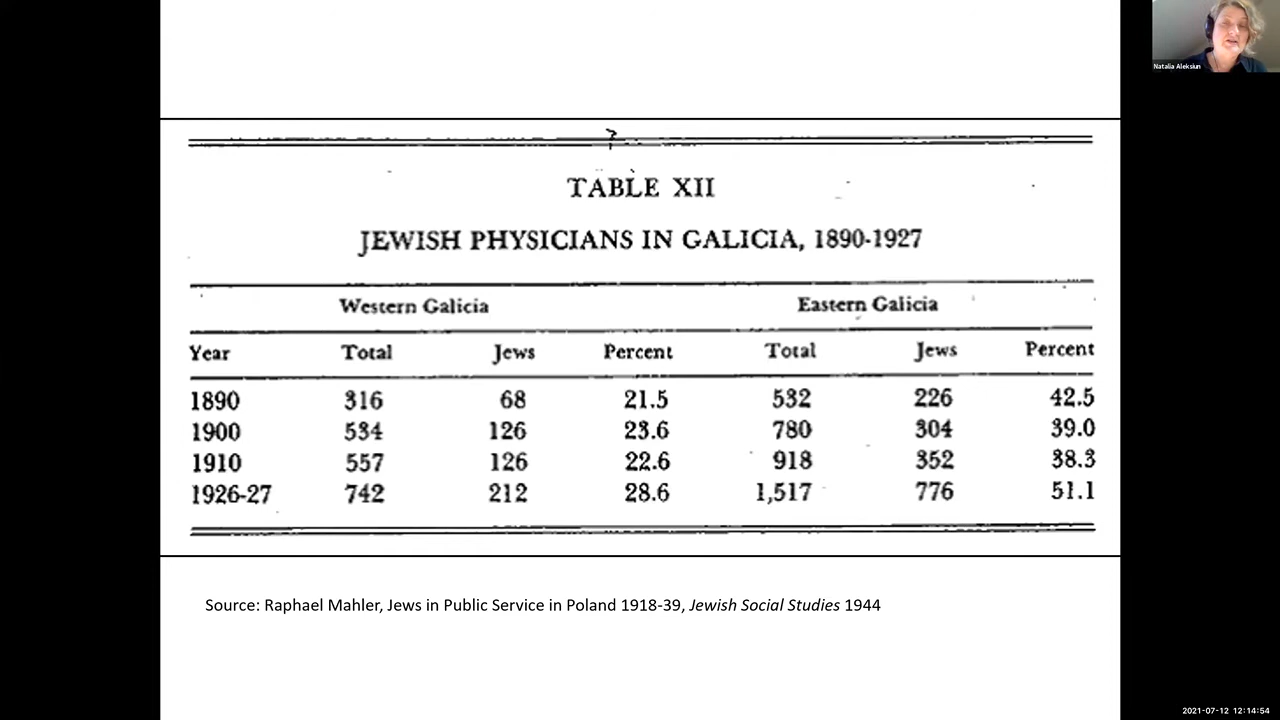 Natalia Aleksiun
TABLE XII
JEWISH PHYSICIANS IN GALICIA, 1890-1927
Western Galicia Eastern Galicia
Year Total Jews Percent Total Jews Percent
1890 316 68 21.5 532 226 42.5
1900 534 126 23.6 780 304 39.0
1910 557 126 22.6 918 352 38.3
1926-27 742 212 28.6 1,517 776 51.1
Source: Raphael Mahler, Jews in Public Service in Poland 1918-39, Jewish Social Studies 1944
2021-07-12 12:14:54